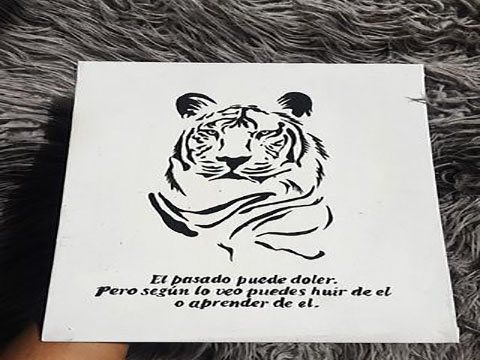 El pasado puede doler.
Pero según lo veo puedes huir de el
o aprender de el.